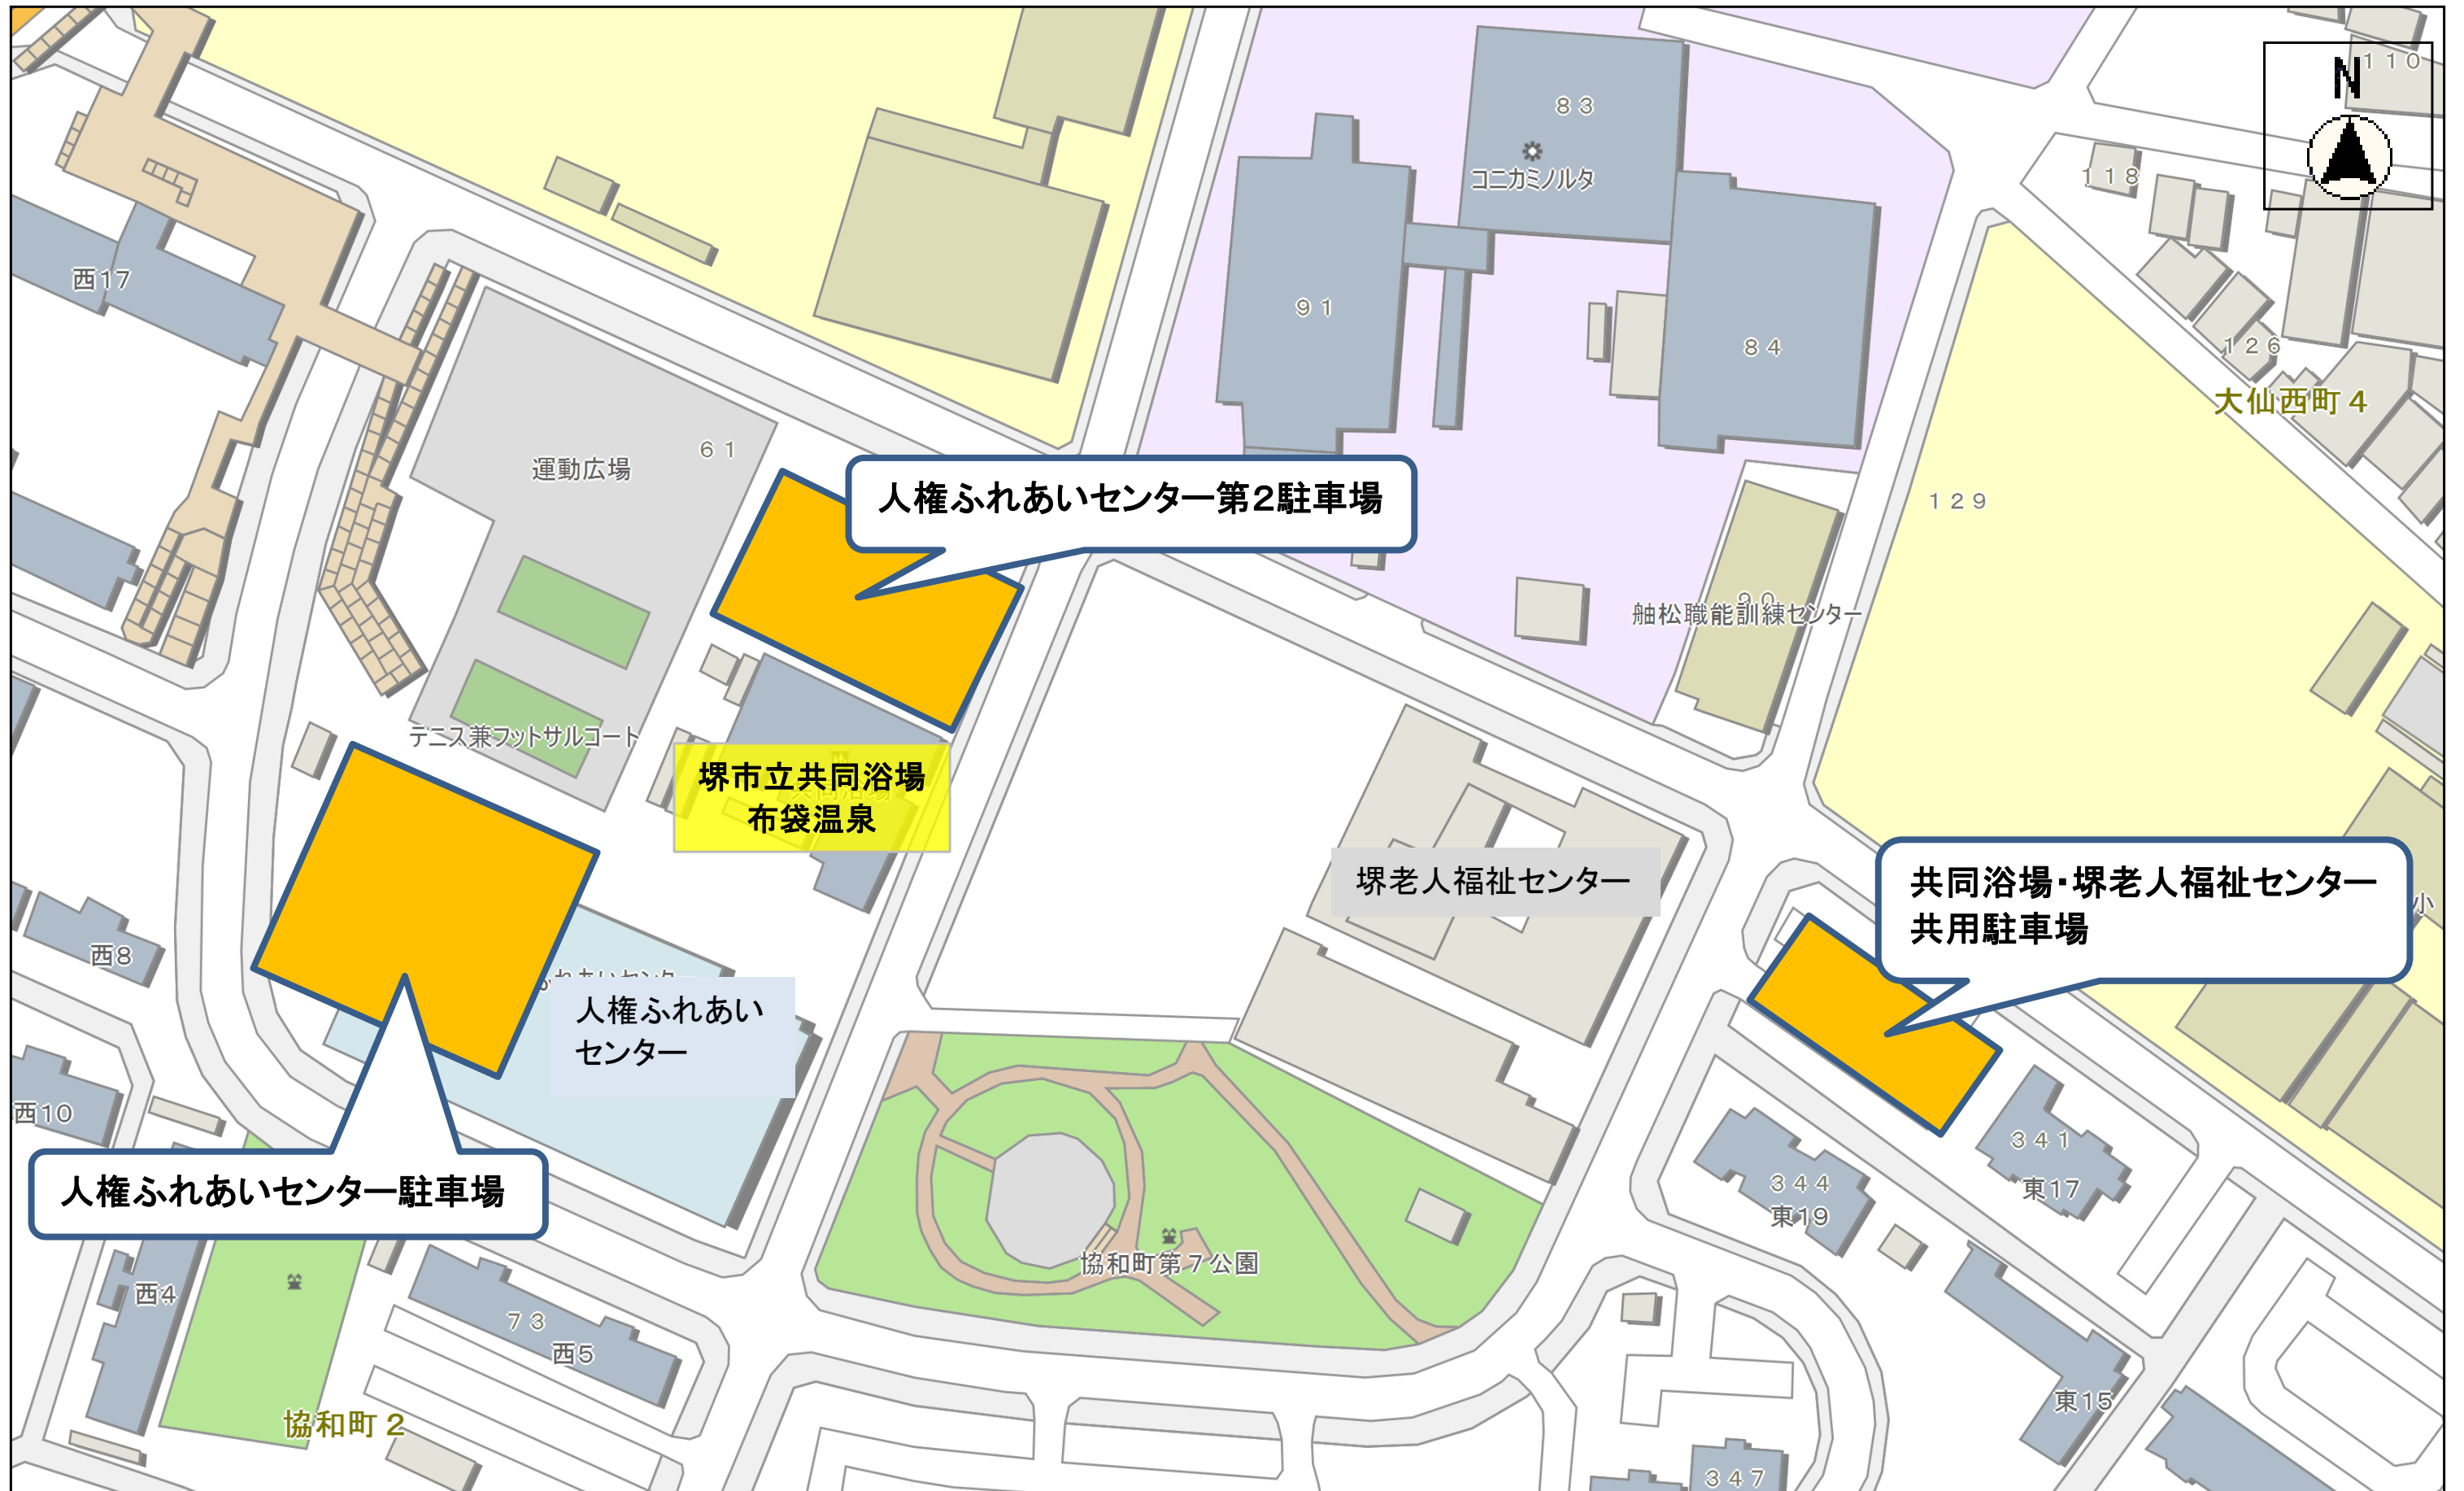 N
110
83
コニカミノルタ
118
西17
91
84
126
大仙西町4
61
運動広場
人権ふれあいセンター第2駐車場
129
90
舳松職能訓練センター
テニス兼フットサルコート
堺市立共同浴場
布袋温泉
堺老人福祉センター
共同浴場・堺老人福祉センター
共用駐車場
小
西8
人権ふれあい
センター
西10
341
東17
344
東19
人権ふれあいセンター駐車場
協和町第7公園
西4
73
西5
東15
協和町2
347